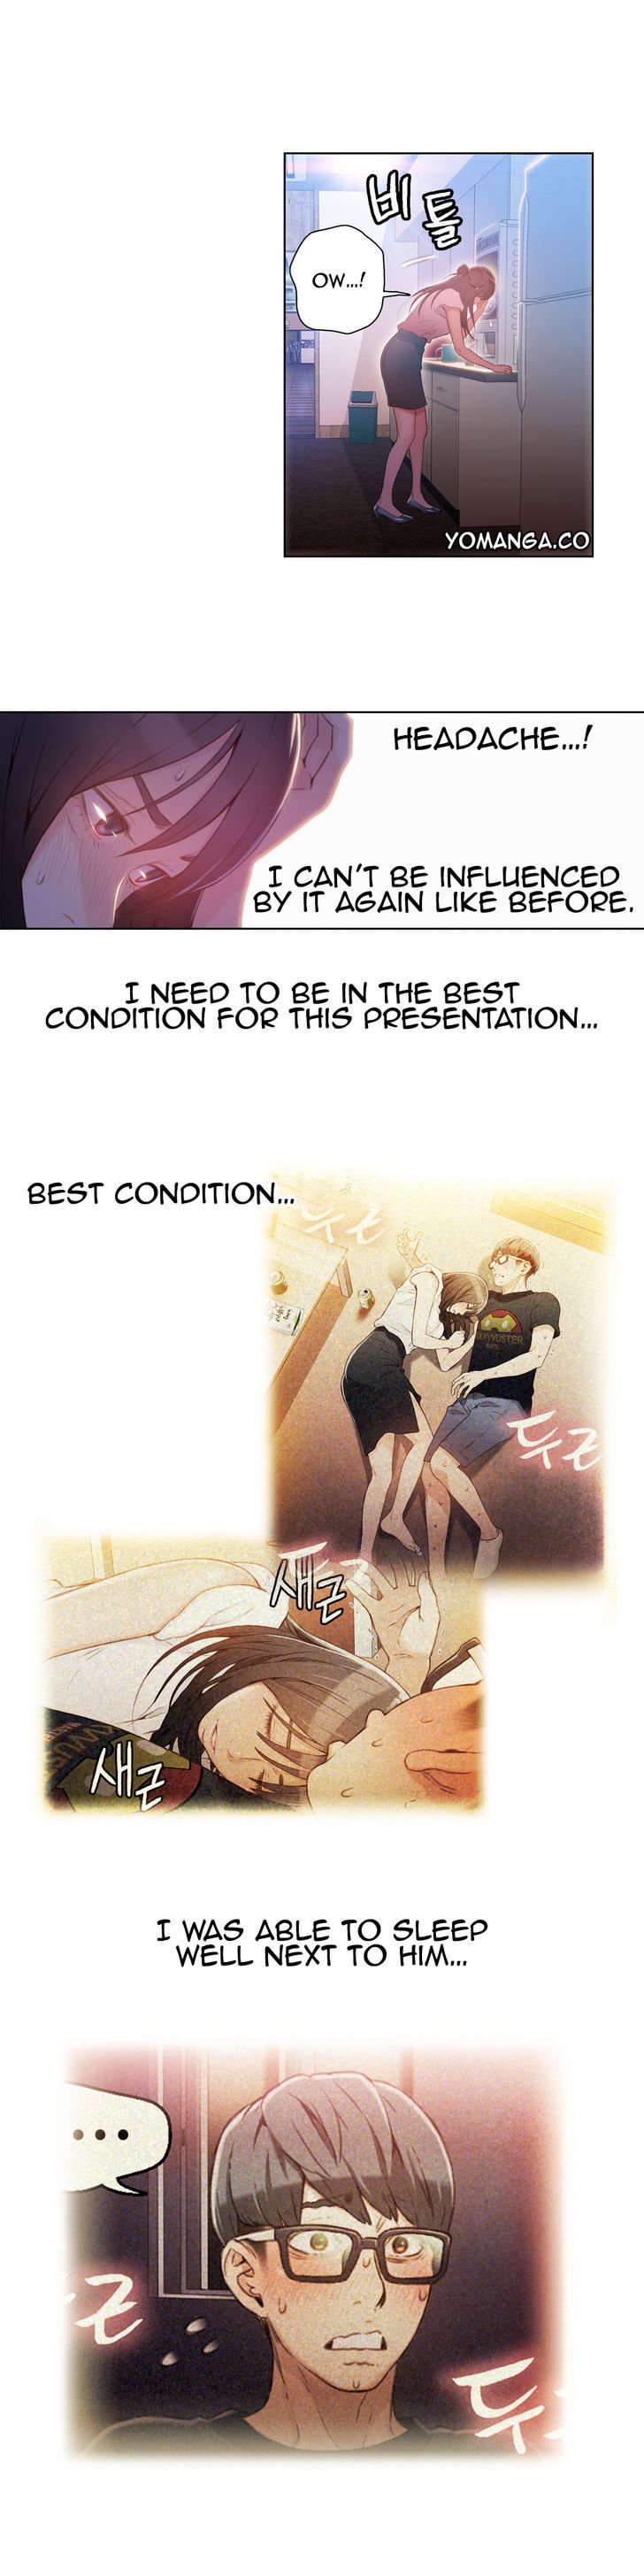 비틀
OW...!
YOMANGA.CO
HEADACHE...!
I CAN'T BE INFLUENCED
BY IT AGAIN LIKE BEFORE.
I NEED TO BE IN THE BEST
CONDITION FOR THIS PRESENTATION...
BEST CONDITION...
두근
두근
새근
새근
I WAS ABLE TO SLEEP
WELL NEXT TO HIM...
...
근
두